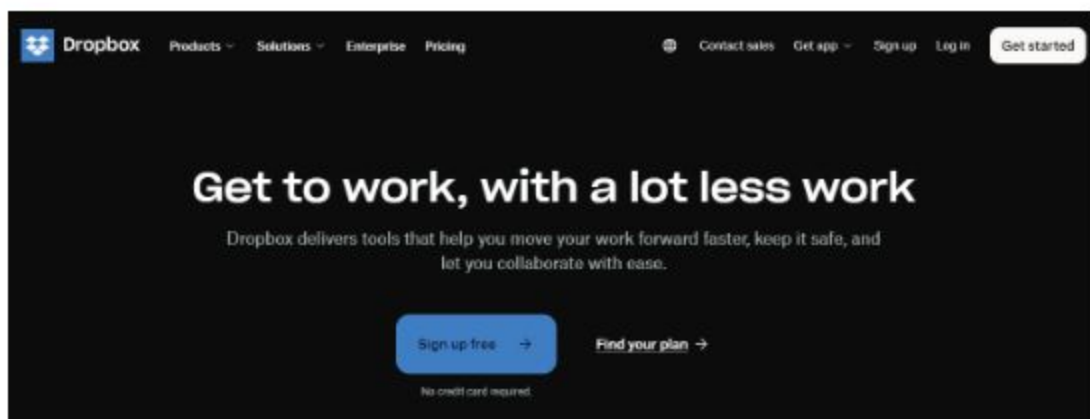 Dropbox Products Solutions Enterprise Pricing Contact sales Get app Sign up Log in Get started
Get to work, with a lot less work
Dropbox delivers tools that help you move your work forward faster, keep it safe, and
let you collaborate with ease.
Sign up free → Find your plan →
No credit card required.